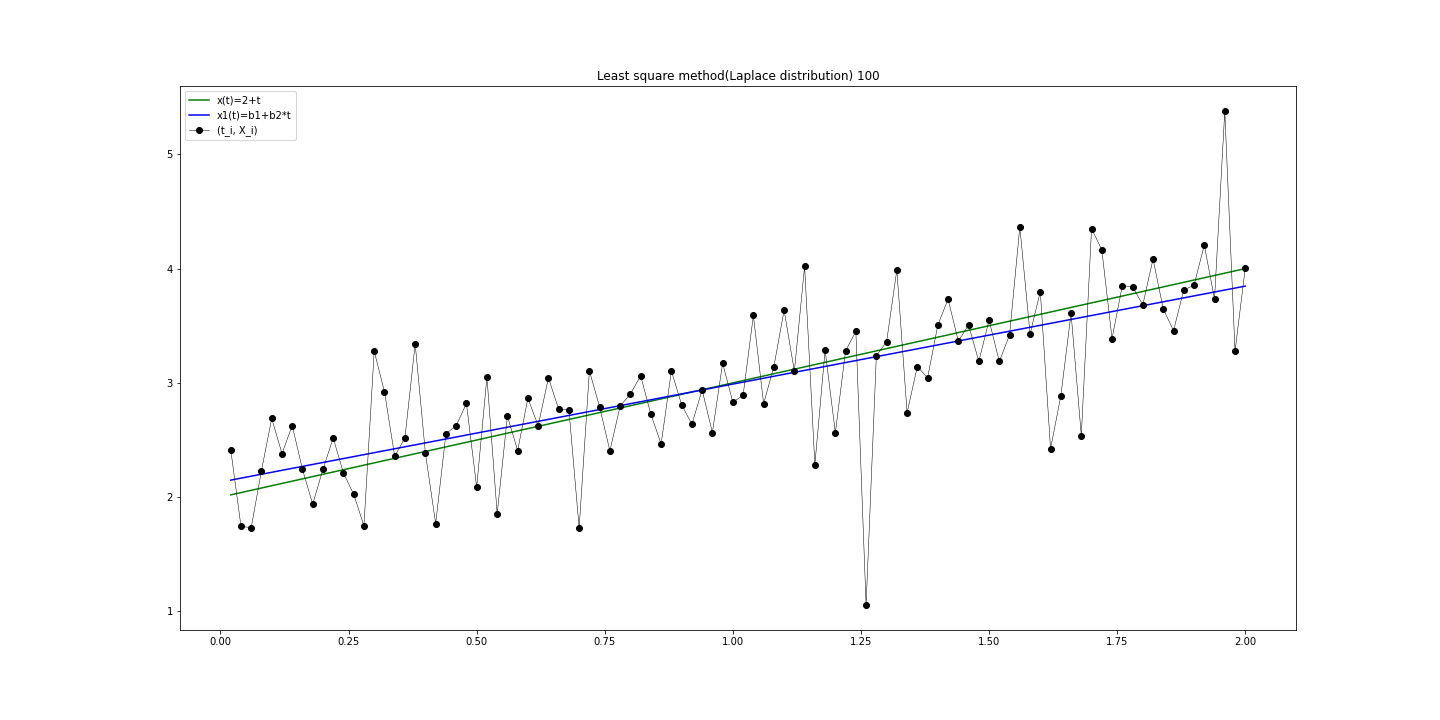 Least square method(Laplace distribution) 100
x(t)=2+t
x1(t)=b1+b2*t
(t_i, X_i)
5
4
3
2
1
0.00 0.25 0.50 0.75 1.00 1.25 1.50 1.75 2.00